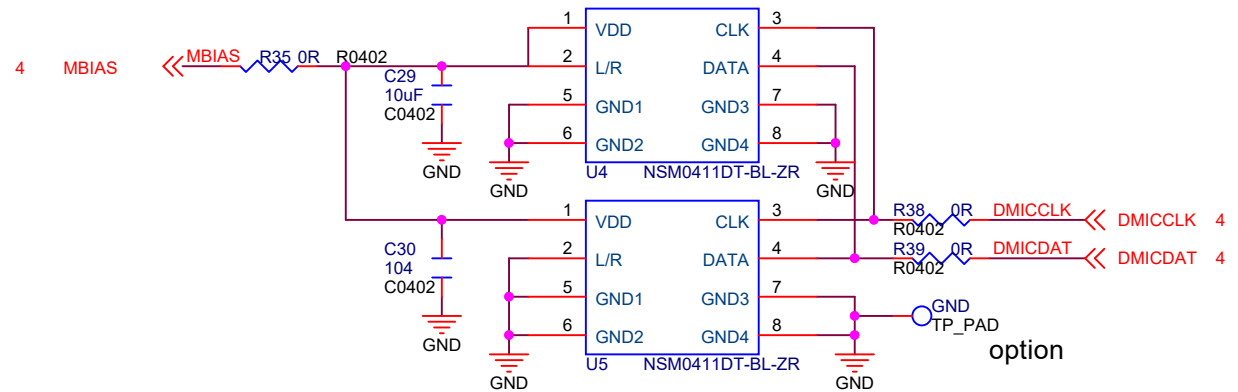 1 VDD CLK 3
4 MBIAS MBIAS R35 0R R0402 2 L/R DATA 4
C29
10uF
C0402
5 GND1 GND3 7
6 GND2 GND4 8
GND GND GND
U4 NSM0411DT-BL-ZR
1 VDD CLK 3 R38 0R DMICCLK DMICCLK 4
R0402
C30
104
C0402
2 L/R DATA 4 R39 0R DMICDAT DMICDAT 4
R0402
5 GND1 GND3 7
GND
TP_PAD
6 GND2 GND4 8
option
GND GND GND
U5 NSM0411DT-BL-ZR